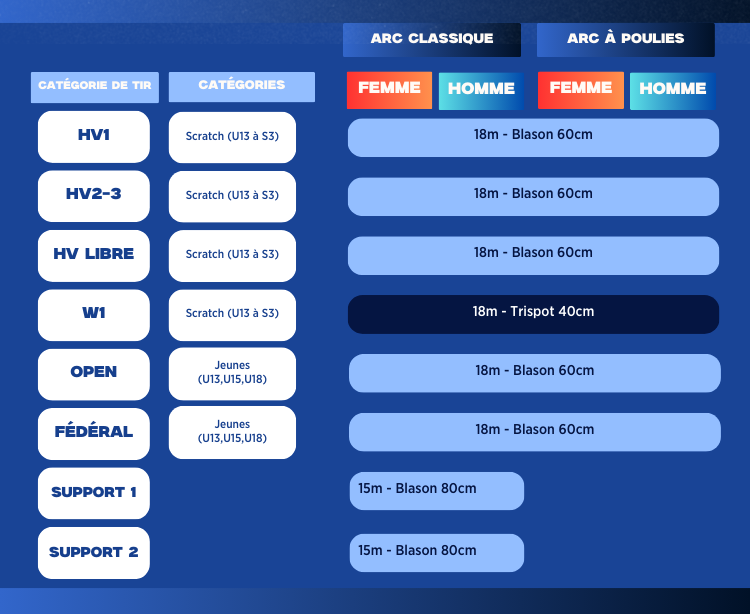 ARC CLASSIQUE ARC À POULIES
CATÉGORIE DE TIR CATÉGORIES FEMME HOMME FEMME HOMME
HV1 Scratch (U13 à S3) 18m - Blason 60cm
HV2-3 Scratch (U13 à S3) 18m - Blason 60cm
HV LIBRE Scratch (U13 à S3) 18m - Blason 60cm
W1 Scratch (U13 à S3) 18m - Trispot 40cm
OPEN Jeunes
(U13,U15,U18) 18m - Blason 60cm
FÉDÉRAL Jeunes
(U13,U15,U18) 18m - Blason 60cm
SUPPORT 1 15m - Blason 80cm
SUPPORT 2 15m - Blason 80cm